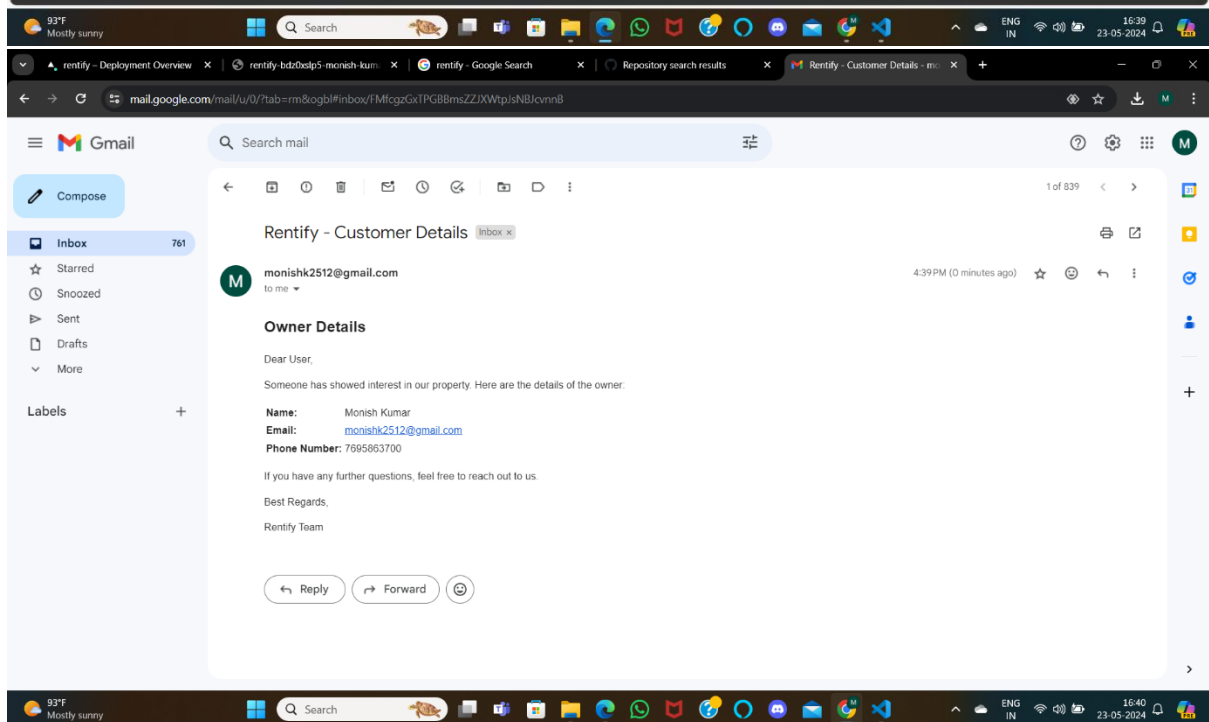 93°F
Mostly sunny
Search
ENG
IN
16:39
23-05-2024
rentify – Deployment Overview
rentify-bdz0xslp5-monish-kum
rentify - Google Search
Repository search results
Rentify - Customer Details - mo
mail.google.com/mail/u/0/?tab=rm&ogbl#inbox/FMfcgzGxTPGBBmsZZJXWtpJsNBJcvnnB
M
Gmail
Search mail
M
Compose
1 of 839
31
Rentify - Customer Details
Inbox x
Inbox 761
Starred
Snoozed
Sent
Drafts
More
Labels
M
monishk2512@gmail.com
4:39 PM (0 minutes ago)
to me
Owner Details
Dear User,
Someone has showed interest in our property. Here are the details of the owner:
Name: Monish Kumar
Email: monishk2512@gmail.com
Phone Number: 7695863700
If you have any further questions, feel free to reach out to us.
Best Regards,
Rentify Team
Reply
Forward
93°F
Mostly sunny
Search
ENG
IN
16:40
23-05-2024